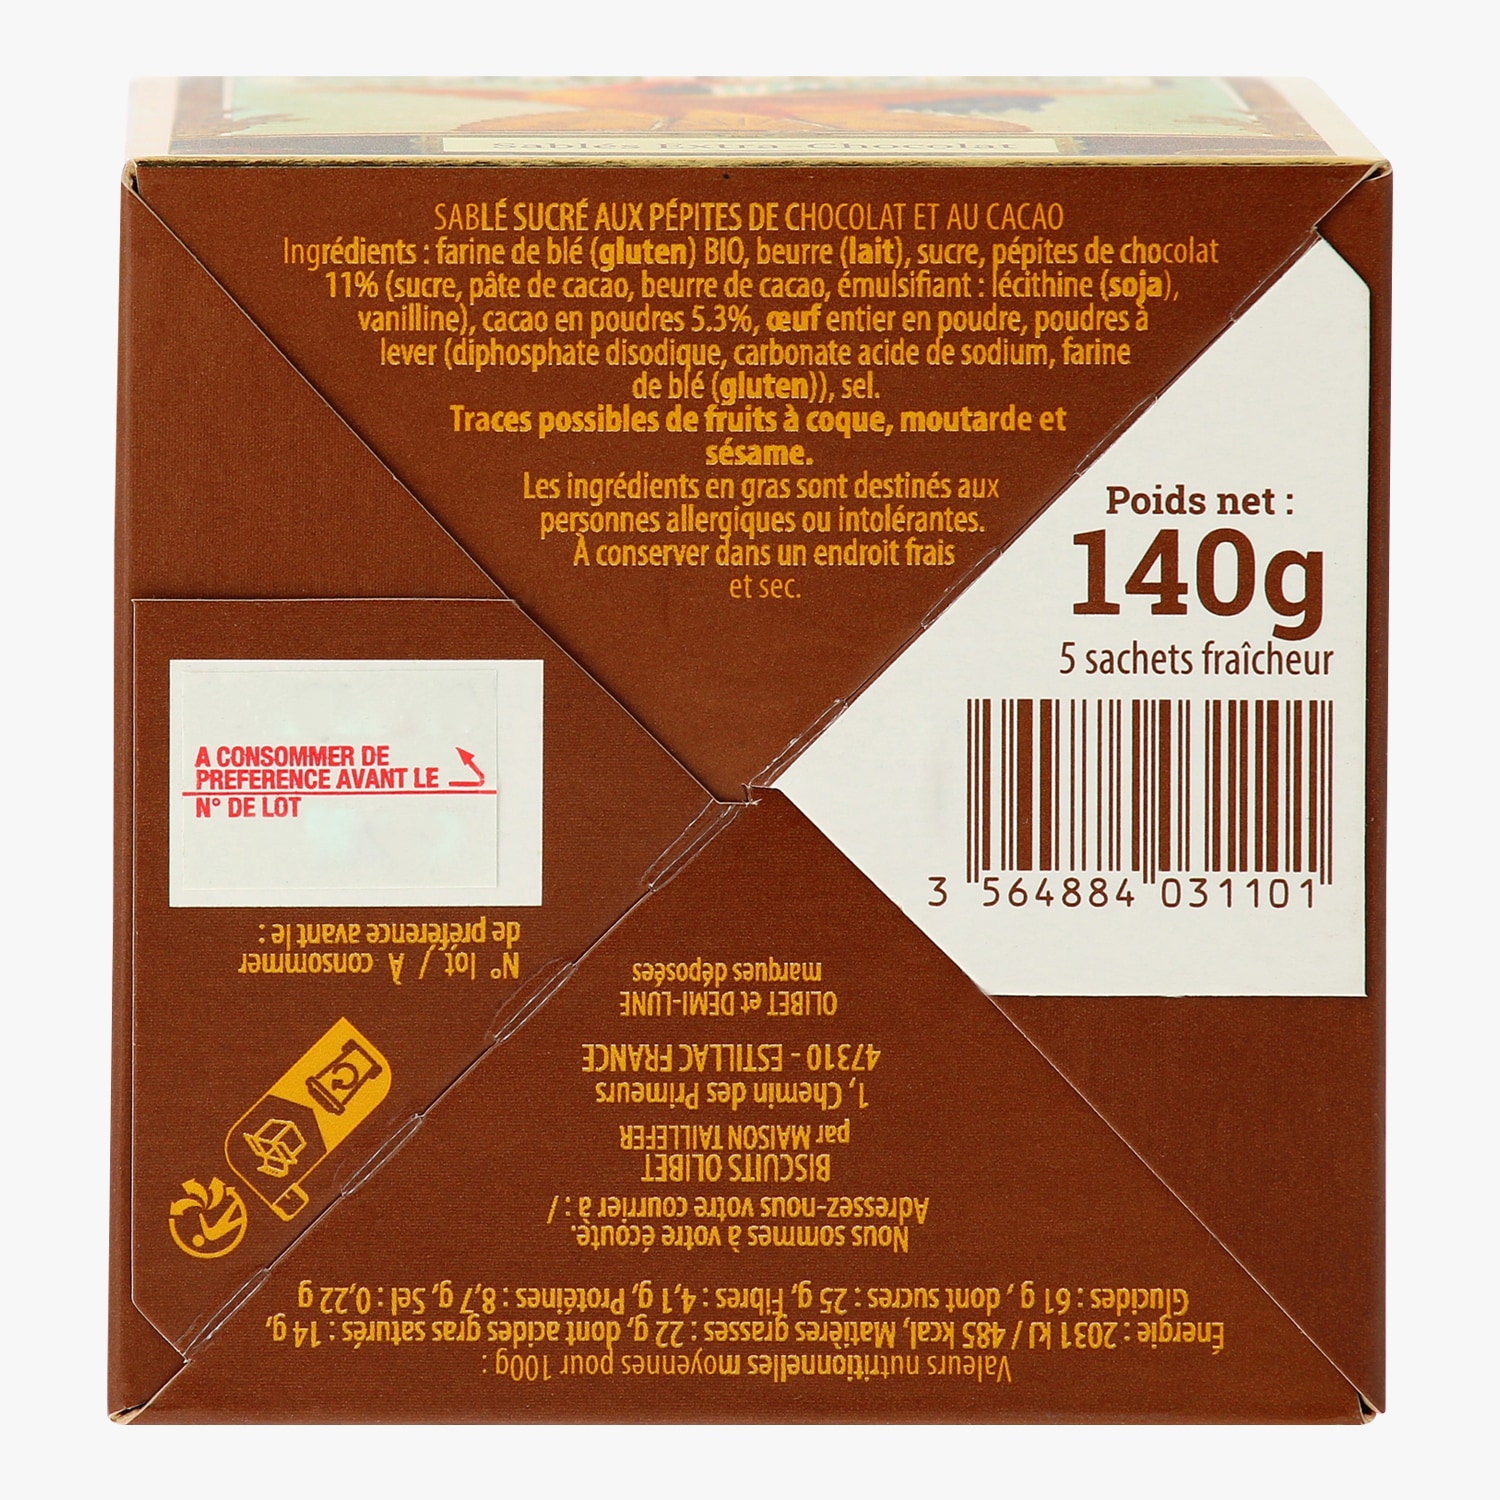 Sablés Extra-Chocolat
SABLÉ SUCRÉ AUX PÉPITES DE CHOCOLAT ET AU CACAO
Ingrédients : farine de blé (gluten) BIO, beurre (lait), sucre, pépites de chocolat
11% (sucre, pâte de cacao, beurre de cacao, émulsifiant : lécithine (soja),
vanilline), cacao en poudres 5.3%, œuf entier en poudre, poudres à
lever (diphosphate disodique, carbonate acide de sodium, farine
de blé (gluten)), sel.
Traces possibles de fruits à coque, moutarde et
sésame.
Les ingrédients en gras sont destinés aux
personnes allergiques ou intolérantes.
À conserver dans un endroit frais
et sec.
Poids net :
140g
5 sachets fraîcheur
3 564884 031101
A CONSOMMER DE
PREFERENCE AVANT LE
N° DE LOT
N° lot / À consommer
de préférence avant le :
Valeurs nutritionnelles moyennes pour 100g :
Énergie : 2031 kJ / 485 kcal, Matières grasses : 22 g, dont acides gras saturés : 14 g,
Glucides : 61 g , dont sucres : 25 g, Fibres : 4,1 g, Protéines : 8,7 g, Sel : 0,22 g
Nous sommes à votre écoute.
Adressez-nous votre courrier à : /
BISCUITS OLIBET
par MAISON TAILLEFER
1, Chemin des Primeurs
47310 - ESTILLAC FRANCE
OLIBET et DEMI-LUNE
marques déposées